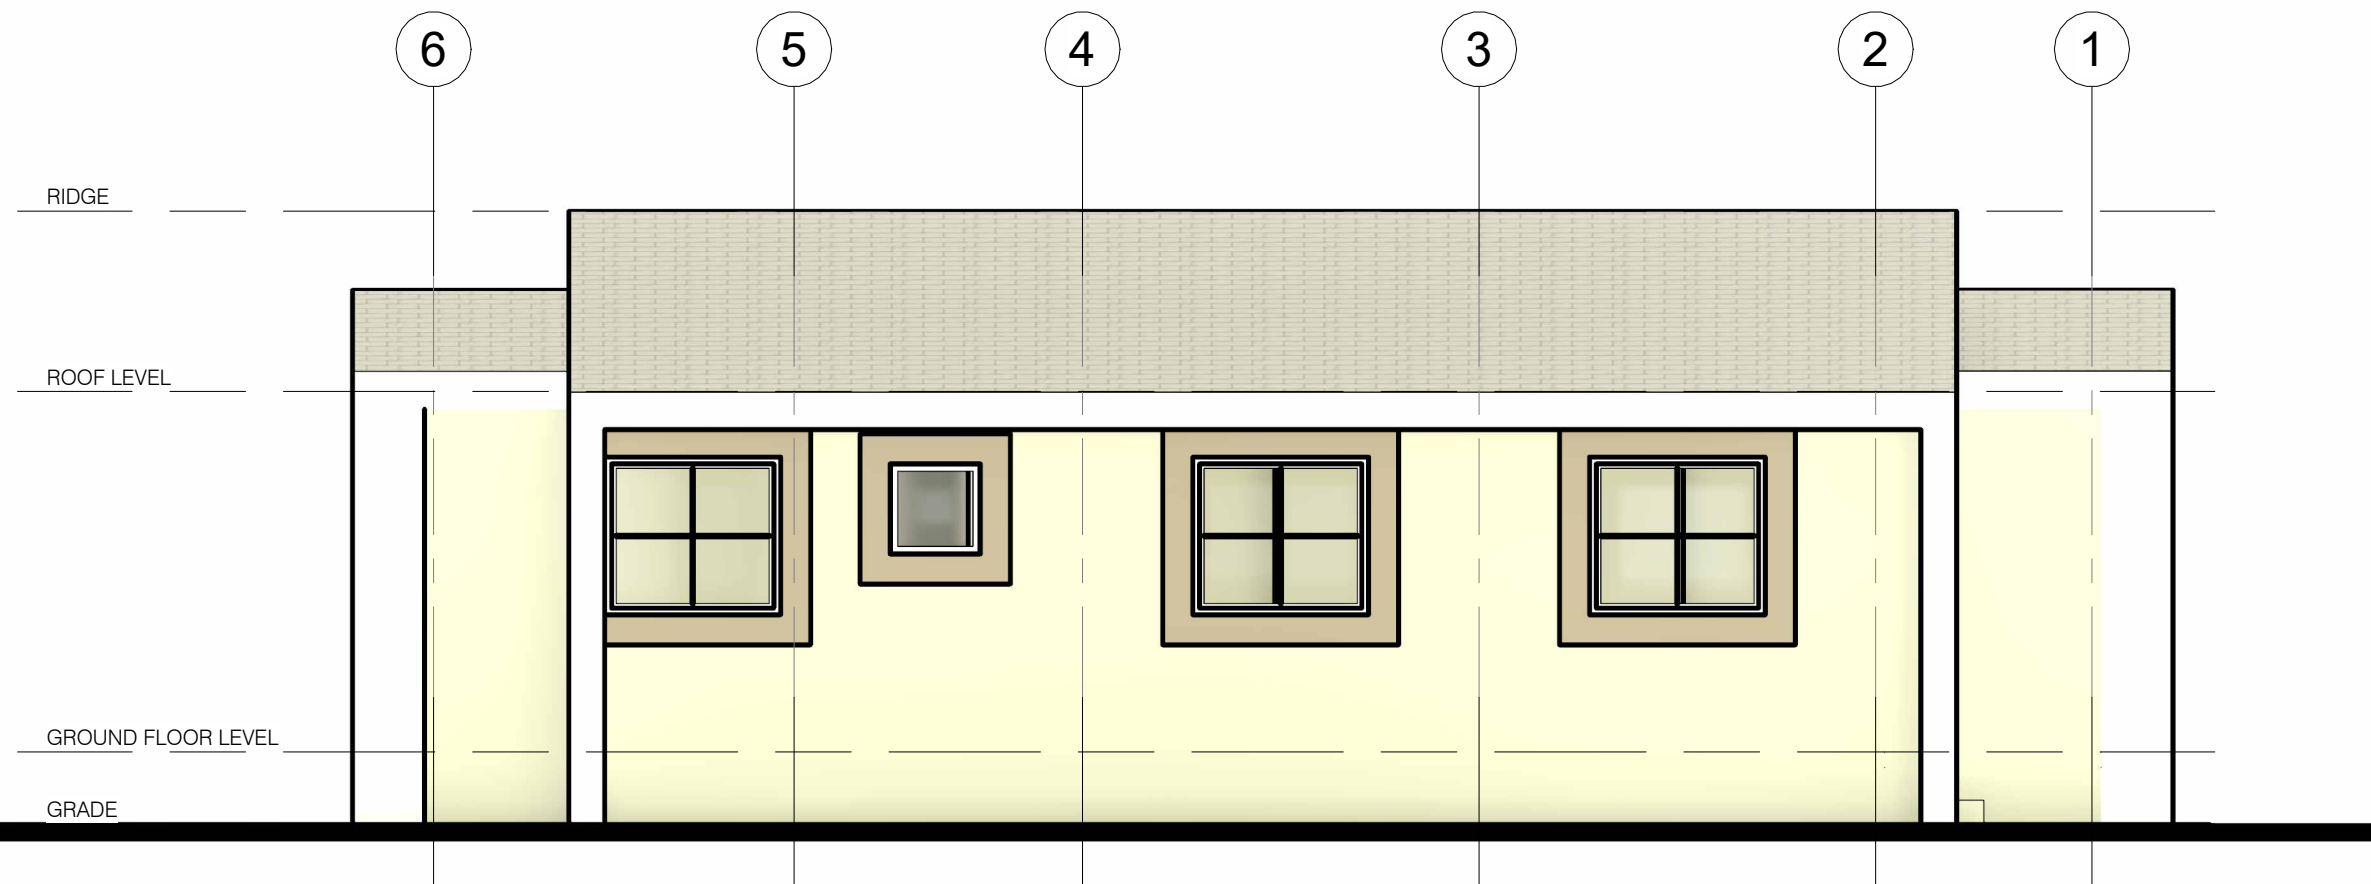 6 5 4 3 2 1
RIDGE
ROOF LEVEL
GROUND FLOOR LEVEL
GRADE